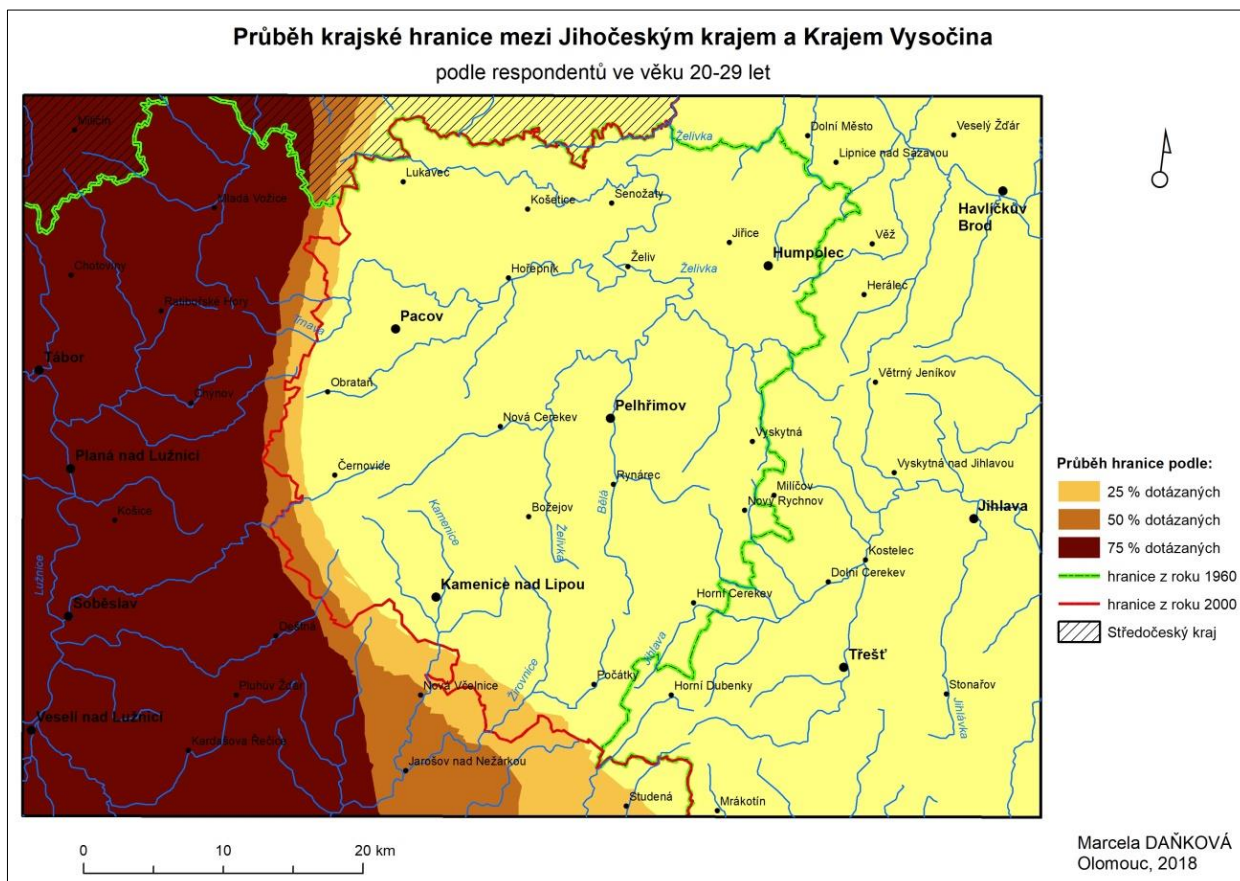 Průběh krajské hranice mezi Jihočeským krajem a Krajem Vysočina
podle respondentů ve věku 20-29 let
Miličín
Želivka
Dolní Město
Veselý Žďár
Lipnice nad Sázavou
Lukavec
Mladá Vožice
Košetice
Senožaty
Havlíčkův
Brod
Jiřice
Věž
Humpolec
Chotoviny
Hořepník
Želiv
Želivka
Herálec
Ratibořské Hory
Trnava
Pacov
Tábor
Chýnov
Obrataň
Větrný Jeníkov
Nová Cerekev
Pelhřimov
Vyskytná
Planá nad Lužnicí
Černovice
Rynárec
Vyskytná nad Jihlavou
Košice
Kamenice
Božejov
Želivka
Bělá
Milíčov
Nový Rychnov
Jihlava
Lužnice
Kostelec
Dolní Cerekev
Soběslav
Kamenice nad Lipou
Horní Cerekev
Deštná
Jihlava
Třešť
Pluhův Žďár
Nová Včelnice
Žirovnice
Počátky
Horní Dubenky
Stonařov
Jihlávka
Veselí nad Lužnicí
Kardašova Řečice
Jarošov nad Nežárkou
Studená
Mrákotín
Průběh hranice podle:
25 % dotázaných
50 % dotázaných
75 % dotázaných
hranice z roku 1960
hranice z roku 2000
Středočeský kraj
0 10 20 km
Marcela DAŇKOVÁ
Olomouc, 2018